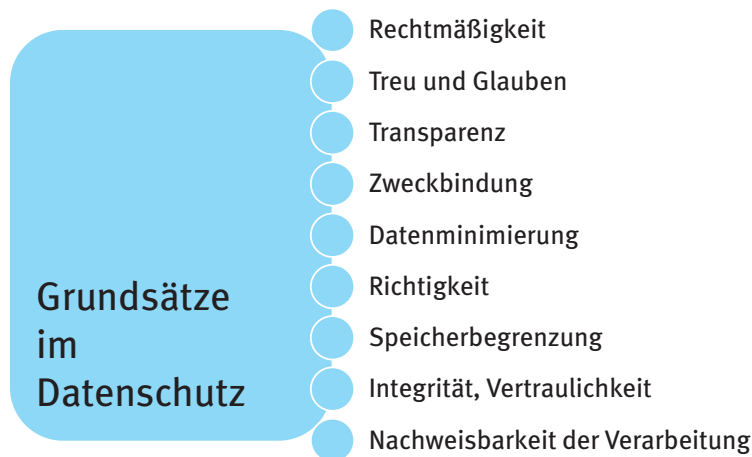 Grundsätze
im
Datenschutz
Rechtmäßigkeit
Treu und Glauben
Transparenz
Zweckbindung
Datenminimierung
Richtigkeit
Speicherbegrenzung
Integrität, Vertraulichkeit
Nachweisbarkeit der Verarbeitung